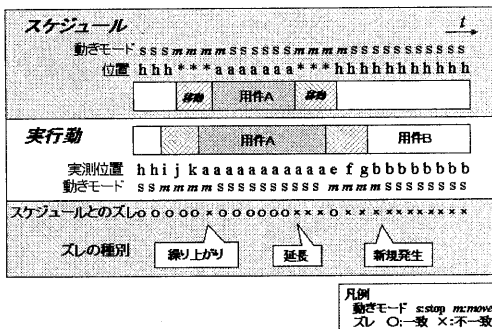 スケジュール
t
動きモード s s s m m m m s s s s s s m m m m s s s s s s s s s s s
位置 h h h * * * a a a a a a a * * * h h h h h h h h h h h
移動 用件A 移動
実行動
用件A 用件B
実測位置 h h i j k a a a a a a a a a a a a e f g b b b b b b b b b
動きモード s s m m m m s s s s s s s s s s m m m m s s s s s s s s
スケジュールとのズレ o o o o o × o o o o o o × × × o × × × × × × × × × ×
ズレの種別 繰り上がり 延長 新規発生
凡例
動きモード s:stop m:move
ズレ ○:一致 ×:不一致